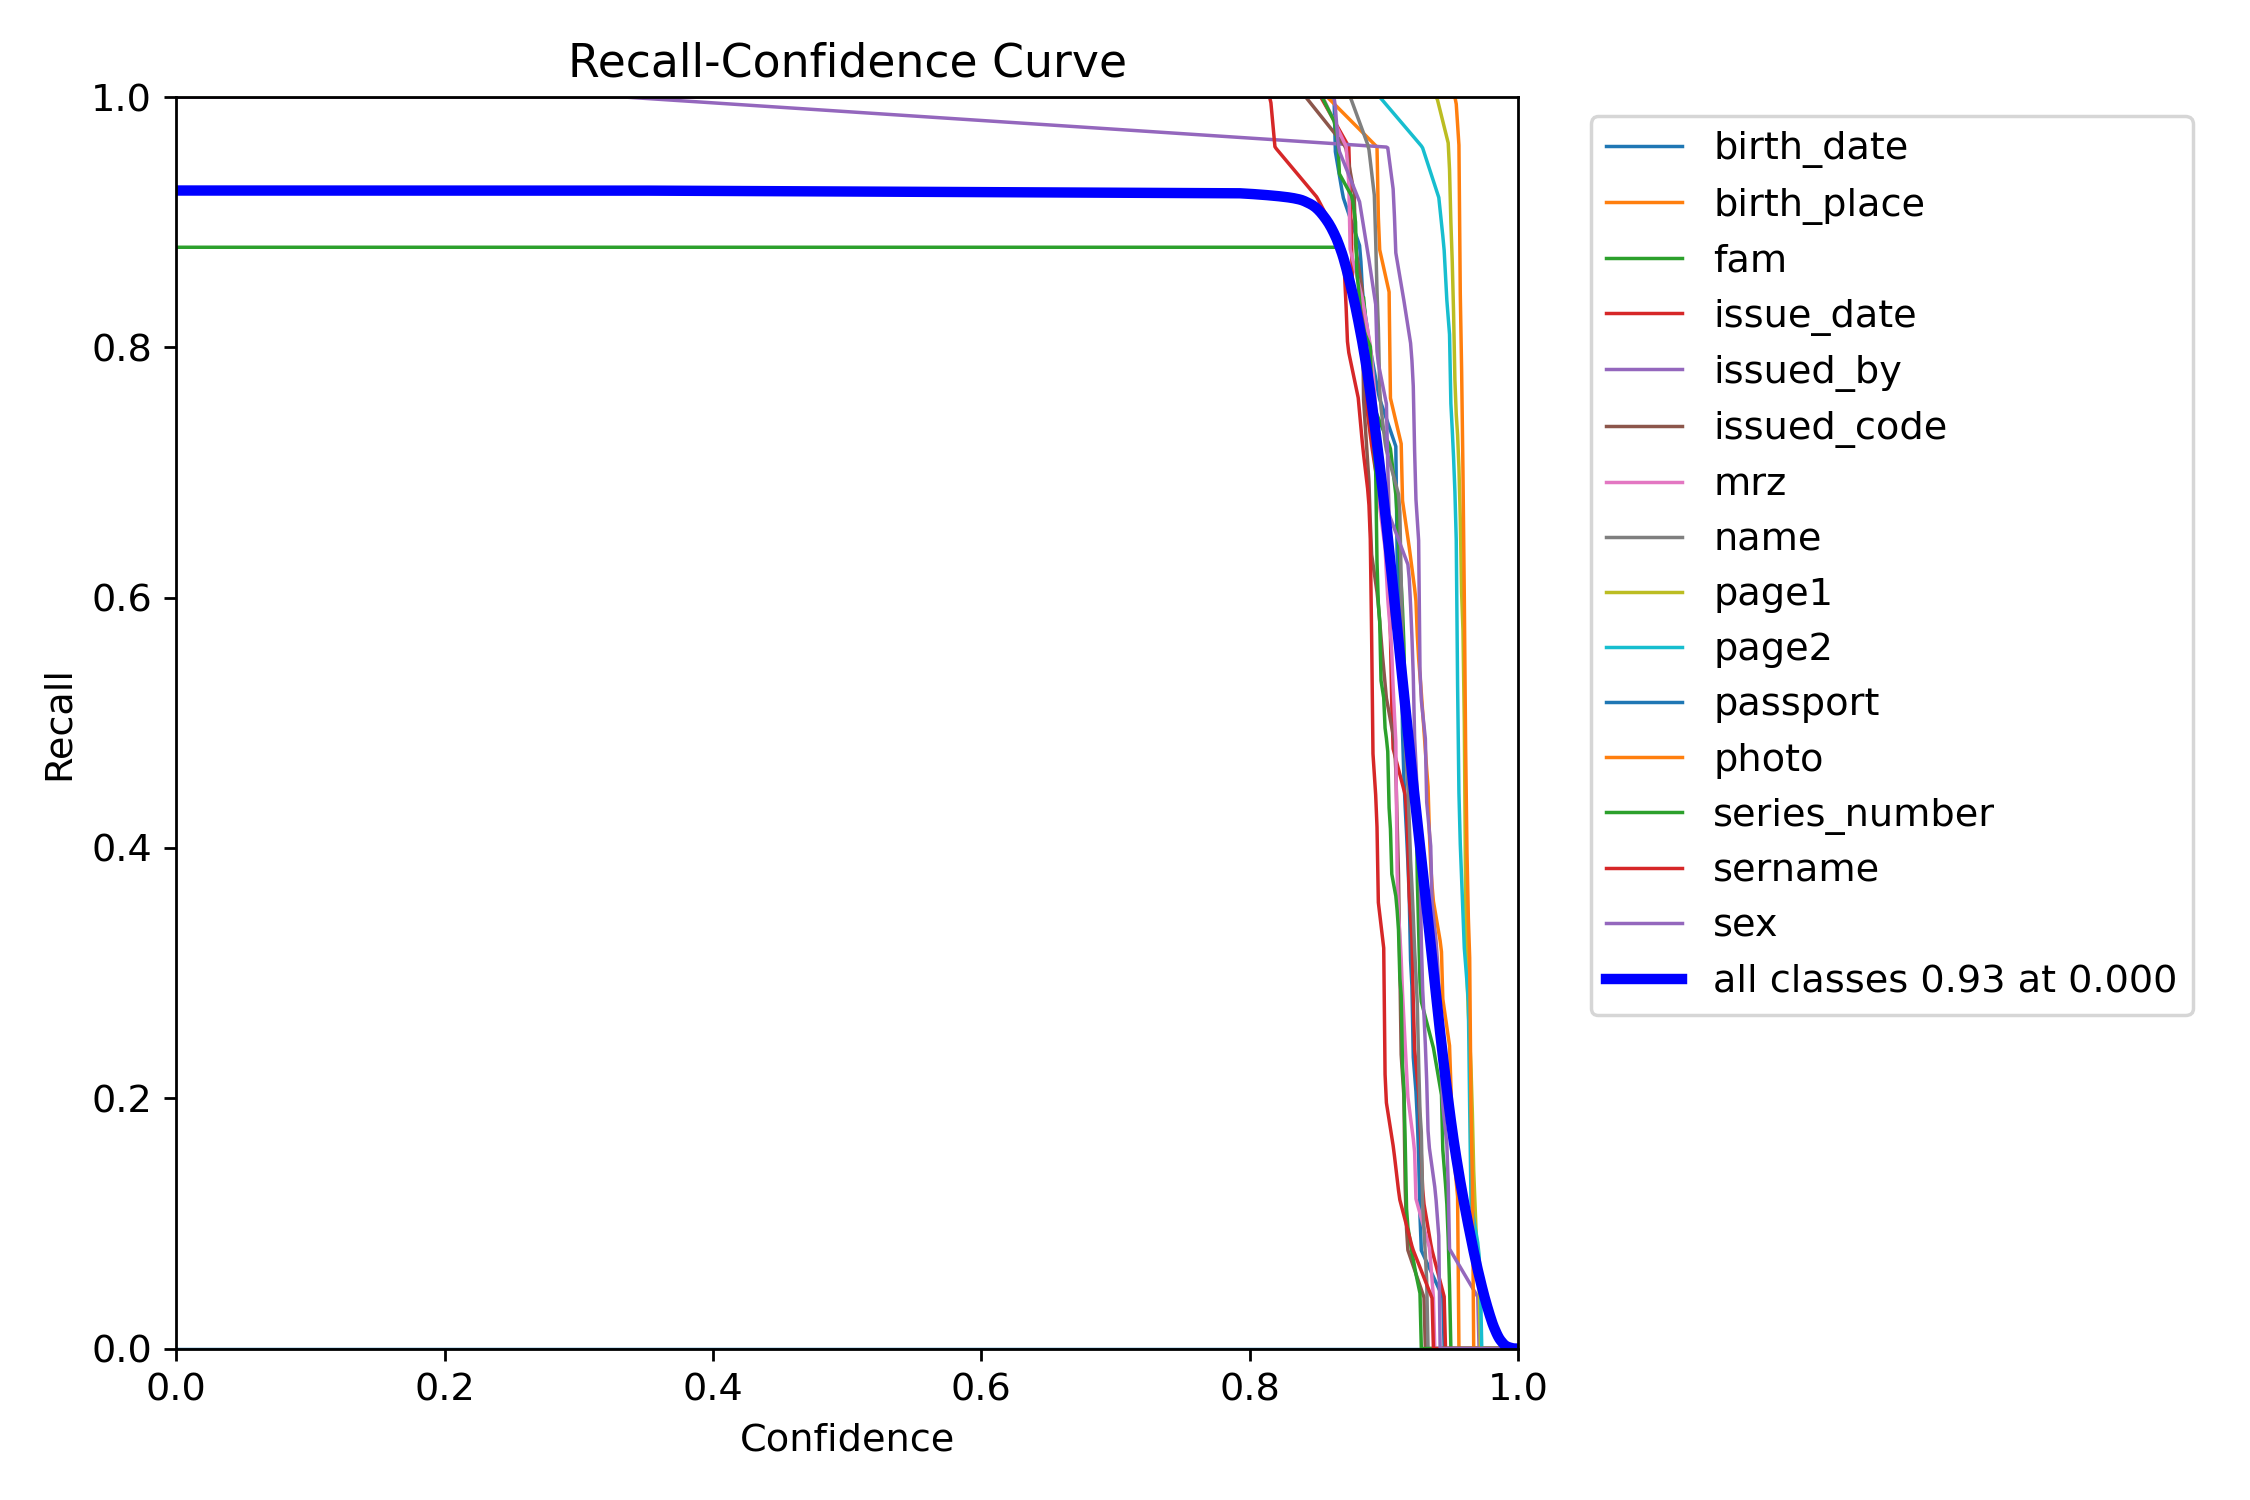 Recall-Confidence Curve
1.0
0.8
0.6
0.4
0.2
0.0
Recall
0.0 0.2 0.4 0.6 0.8 1.0
Confidence
birth_date
birth_place
fam
issue_date
issued_by
issued_code
mrz
name
page1
page2
passport
photo
series_number
sername
sex
all classes 0.93 at 0.000